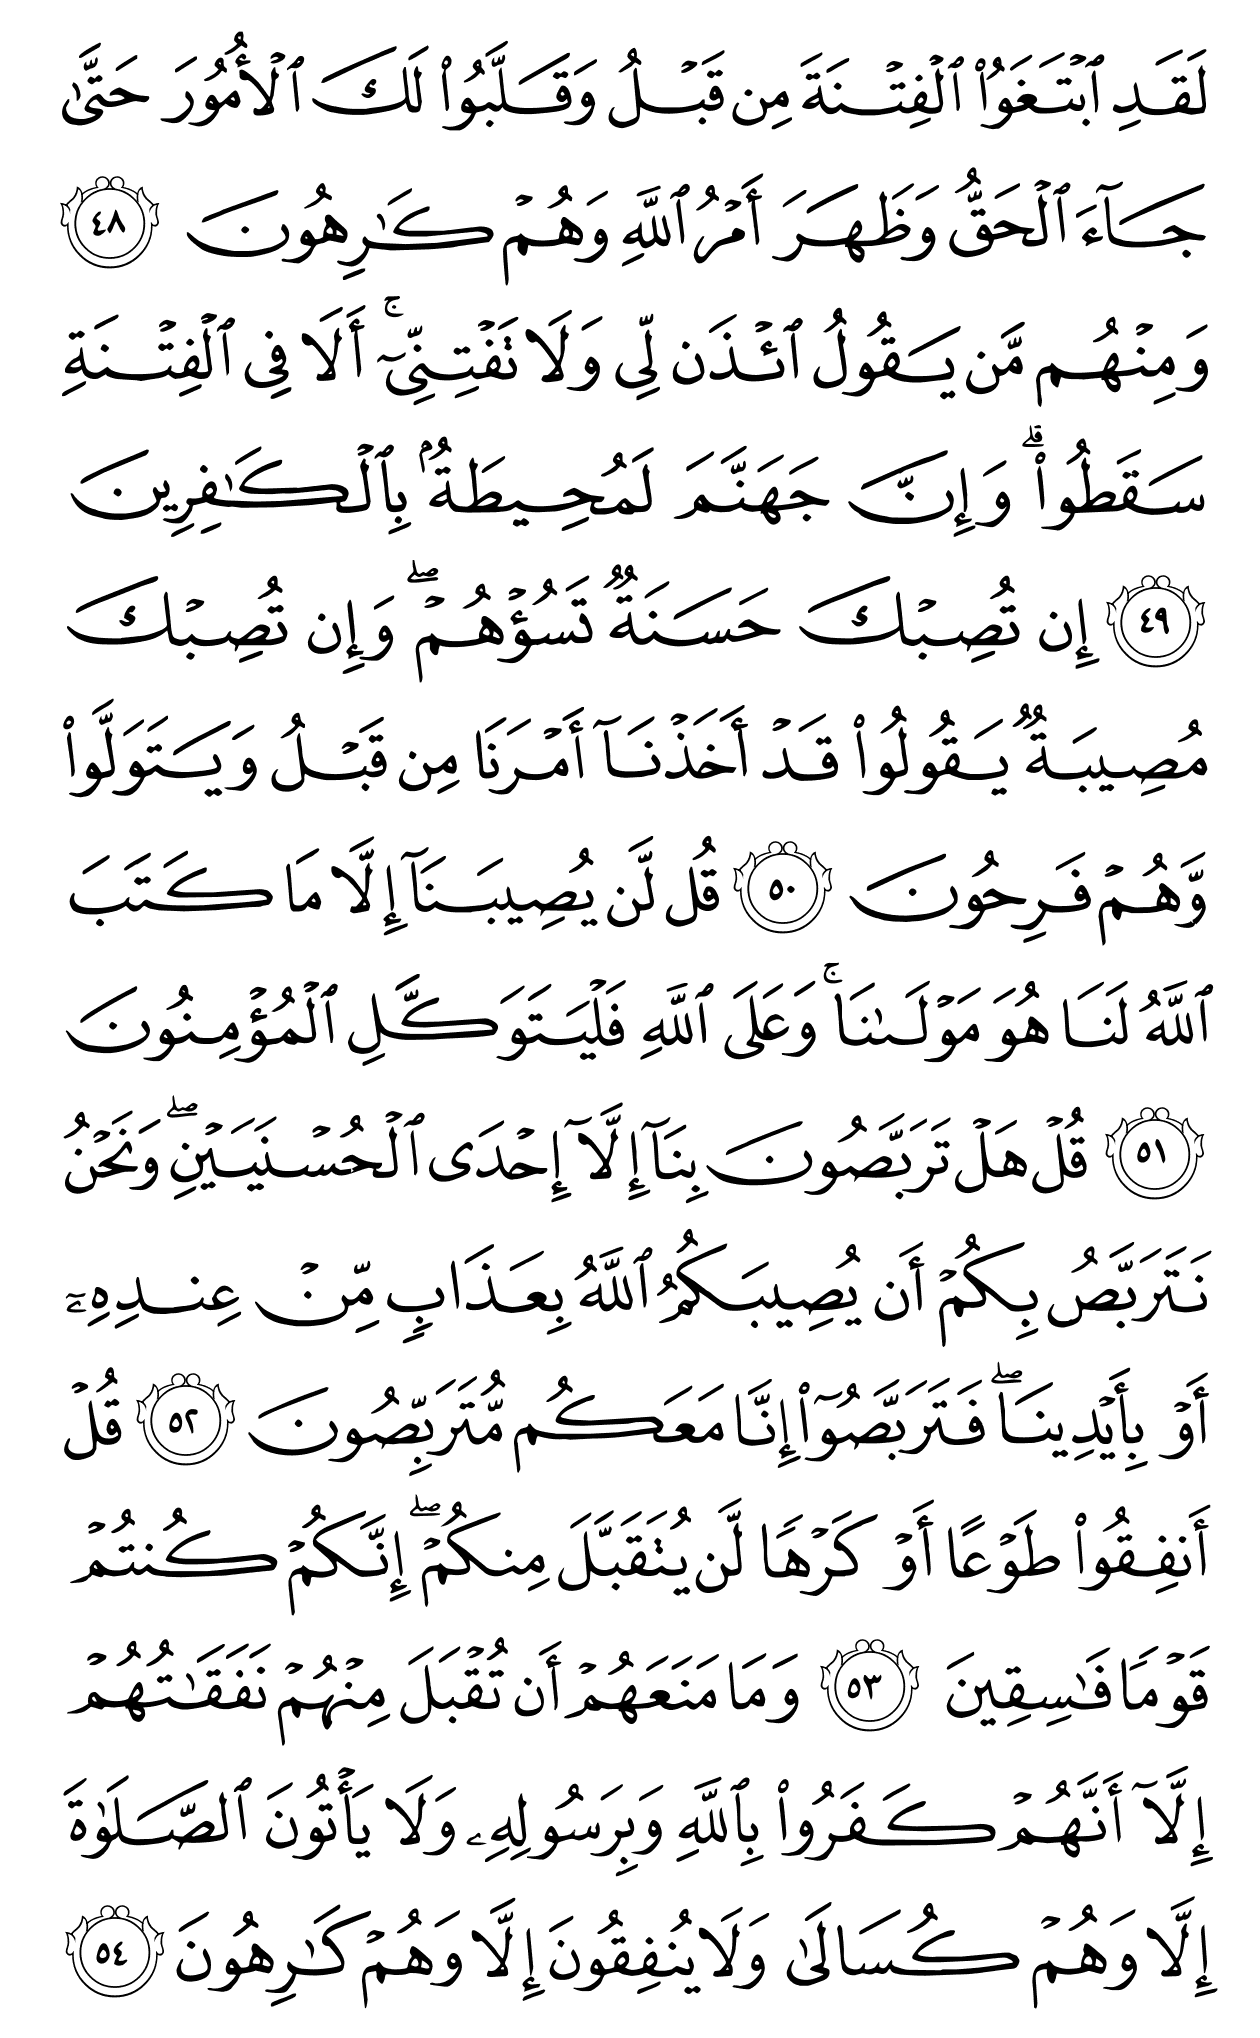 لَقَدِ ٱبۡتَغَوُاْ ٱلۡفِتۡنَةَ مِن قَبۡلُ وَقَلَّبُواْ لَكَ ٱلۡأُمُورَ حَتَّىٰ
جَآءَ ٱلۡحَقُّ وَظَهَرَ أَمۡرُ ٱللَّهِ وَهُمۡ كَٰرِهُونَ ٤٨
وَمِنۡهُم مَّن يَقُولُ ٱئۡذَن لِّي وَلَا تَفۡتِنِّيٓۚ أَلَا فِي ٱلۡفِتۡنَةِ
سَقَطُواْۗ وَإِنَّ جَهَنَّمَ لَمُحِيطَةُۢ بِٱلۡكَٰفِرِينَ
٤٩ إِن تُصِبۡكَ حَسَنَةٞ تَسُؤۡهُمۡۖ وَإِن تُصِبۡكَ
مُصِيبَةٞ يَقُولُواْ قَدۡ أَخَذۡنَآ أَمۡرَنَا مِن قَبۡلُ وَيَتَوَلَّواْ
وَّهُمۡ فَرِحُونَ ٥٠ قُل لَّن يُصِيبَنَآ إِلَّا مَا كَتَبَ
ٱللَّهُ لَنَا هُوَ مَوۡلَىٰنَاۚ وَعَلَى ٱللَّهِ فَلۡيَتَوَكَّلِ ٱلۡمُؤۡمِنُونَ
٥١ قُلۡ هَلۡ تَرَبَّصُونَ بِنَآ إِلَّآ إِحۡدَى ٱلۡحُسۡنَيَيۡنِۖ وَنَحۡنُ
نَتَرَبَّصُ بِكُمۡ أَن يُصِيبَكُمُ ٱللَّهُ بِعَذَابٖ مِّنۡ عِندِهِۦٓ
أَوۡ بِأَيۡدِينَاۖ فَتَرَبَّصُوٓاْ إِنَّا مَعَكُم مُّتَرَبِّصُونَ ٥٢ قُلۡ
أَنفِقُواْ طَوۡعًا أَوۡ كَرۡهٗا لَّن يُتَقَبَّلَ مِنكُمۡۖ إِنَّكُمۡ كُنتُمۡ
قَوۡمٗا فَٰسِقِينَ ٥٣ وَمَا مَنَعَهُمۡ أَن تُقۡبَلَ مِنۡهُمۡ نَفَقَٰتُهُمۡ
إِلَّآ أَنَّهُمۡ كَفَرُواْ بِٱللَّهِ وَبِرَسُولِهِۦ وَلَا يَأۡتُونَ ٱلصَّلَوٰةَ
إِلَّا وَهُمۡ كُسَالَىٰ وَلَا يُنفِقُونَ إِلَّا وَهُمۡ كَٰرِهُونَ ٥٤